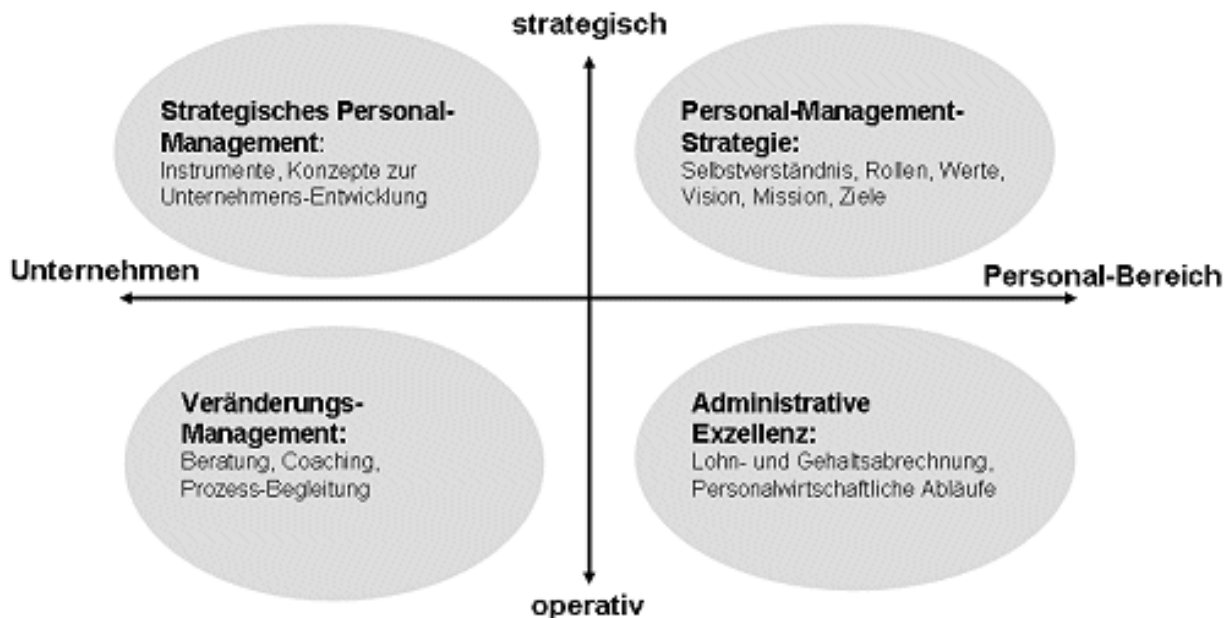 strategisch
Strategisches Personal-
Management:
Instrumente, Konzepte zur
Unternehmens-Entwicklung
Personal-Management-
Strategie:
Selbstverständnis, Rollen, Werte,
Vision, Mission, Ziele
Unternehmen
Personal-Bereich
Veränderungs-
Management:
Beratung, Coaching,
Prozess-Begleitung
Administrative
Exzellenz:
Lohn- und Gehaltsabrechnung,
Personalwirtschaftliche Abläufe
operativ